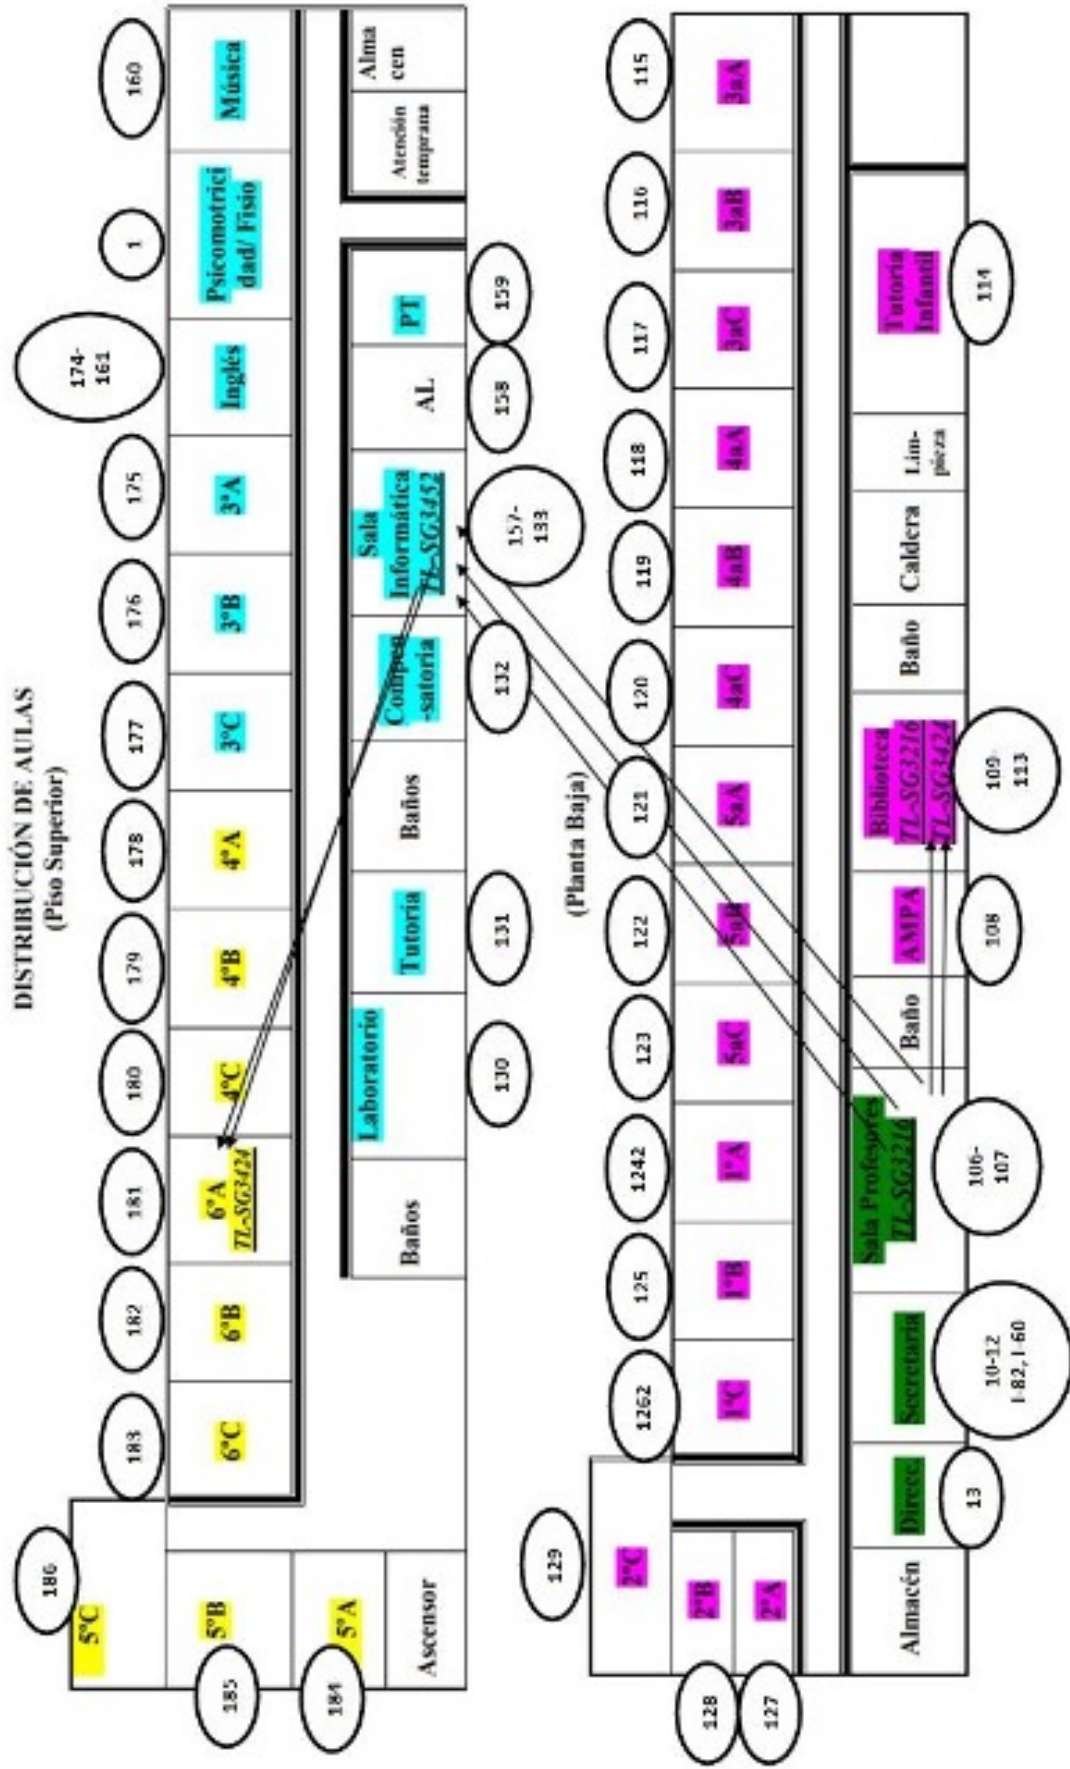 DISTRIBUCIÓN DE AULAS
(Piso Superior)
186
183
182
181
180
179
178
177
176
175
174-
161
1
160
5ºC
185
5ºB
184
5ºA
Ascensor
6ºC
6ºB
6ºA
TL-SG3424
4ºC
4ºB
4ºA
3ºC
3ºB
3ºA
Inglés
Psicomotrici
dad/ Fisio
Música
Baños
Laboratorio
Tutoría
Baños
Compen
-satoria
Sala
Informática
TL-SG3452
AL
PT
Atención
temprana
Alma
cen
130
131
132
157-
133
158
159
(Planta Baja)
129
1262
125
1242
123
122
121
120
119
118
117
116
115
2ºC
128
2ºB
127
2ºA
1ºC
1ºB
1ºA
5aC
5aB
5aA
4aC
4aB
4aA
3aC
3aB
3aA
Almacén
Direcc.
Secretaria
Sala Profesores
TL-SG3216
Baño
AMPA
Biblioteca
TL-SG3216
TL-SG3424
Baño
Caldera
Lim-
pieza
Tutoría
Infantil
13
10-12
I-82, I-60
106-
107
108
109-
113
114